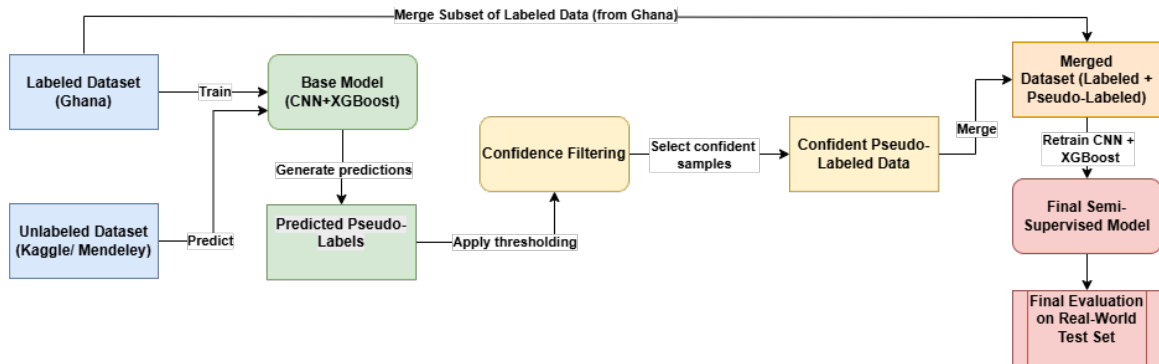 Merge Subset of Labeled Data (from Ghana)
Labeled Dataset
(Ghana)
Train
Base Model
(CNN+XGBoost)
Merged
Dataset (Labeled +
Pseudo-Labeled)
Confidence Filtering
Select confident
samples
Confident Pseudo-
Labeled Data
Merge
Retrain CNN +
XGBoost
Generate predictions
Unlabeled Dataset
(Kaggle/ Mendeley)
Predict
Predicted Pseudo-
Labels
Apply thresholding
Final Semi-
Supervised Model
Final Evaluation
on Real-World
Test Set